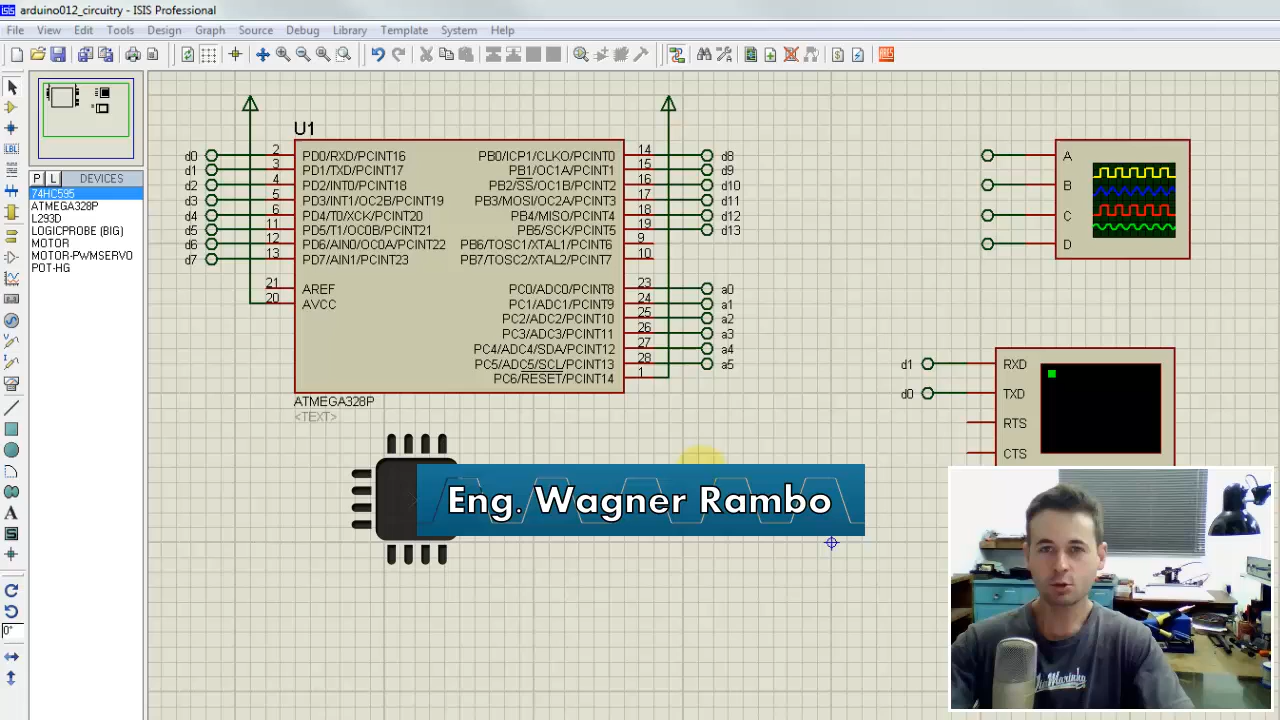 arduino012_circuitry - ISIS Professional
File View Edit Tools Design Graph Source Debug Library Template System Help
P L DEVICES
74HC595
ATMEGA328P
L293D
LOGICPROBE (BIG)
MOTOR
MOTOR-PWMSERVO
POT-HG
LBL
A
S
0°
ARES
U1
d0 2 PD0/RXD/PCINT16 PB0/ICP1/CLKO/PCINT0 14 d8
d1 3 PD1/TXD/PCINT17 PB1/OC1A/PCINT1 15 d9
d2 4 PD2/INT0/PCINT18 PB2/SS/OC1B/PCINT2 16 d10
d3 5 PD3/INT1/OC2B/PCINT19 PB3/MOSI/OC2A/PCINT3 17 d11
d4 6 PD4/T0/XCK/PCINT20 PB4/MISO/PCINT4 18 d12
d5 11 PD5/T1/OC0B/PCINT21 PB5/SCK/PCINT5 19 d13
d6 12 PD6/AIN0/OC0A/PCINT22 PB6/TOSC1/XTAL1/PCINT6 9
d7 13 PD7/AIN1/PCINT23 PB7/TOSC2/XTAL2/PCINT7 10
21 AREF PC0/ADC0/PCINT8 23 a0
20 AVCC PC1/ADC1/PCINT9 24 a1
PC2/ADC2/PCINT10 25 a2
PC3/ADC3/PCINT11 26 a3
PC4/ADC4/SDA/PCINT12 27 a4
PC5/ADC5/SCL/PCINT13 28 a5
PC6/RESET/PCINT14 1
ATMEGA328P
<TEXT>
A
B
C
D
d1 RXD
d0 TXD
RTS
CTS
Eng. Wagner Rambo